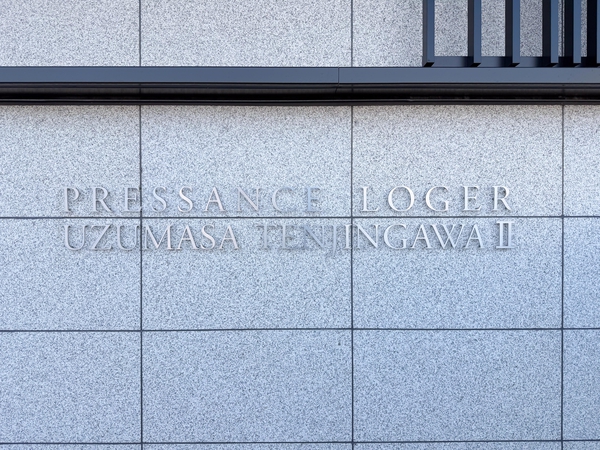 PRESSANCE LOGER
UZUMASA TENJINGAWA II